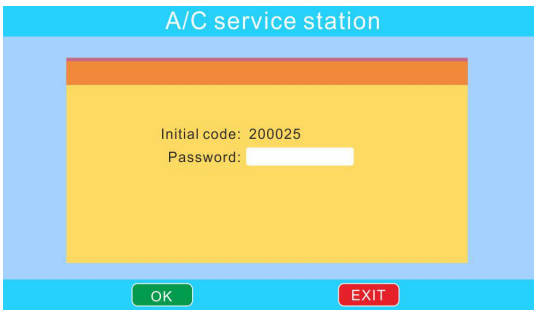 A/C service station
Initial code: 200025
Password:
OK
EXIT